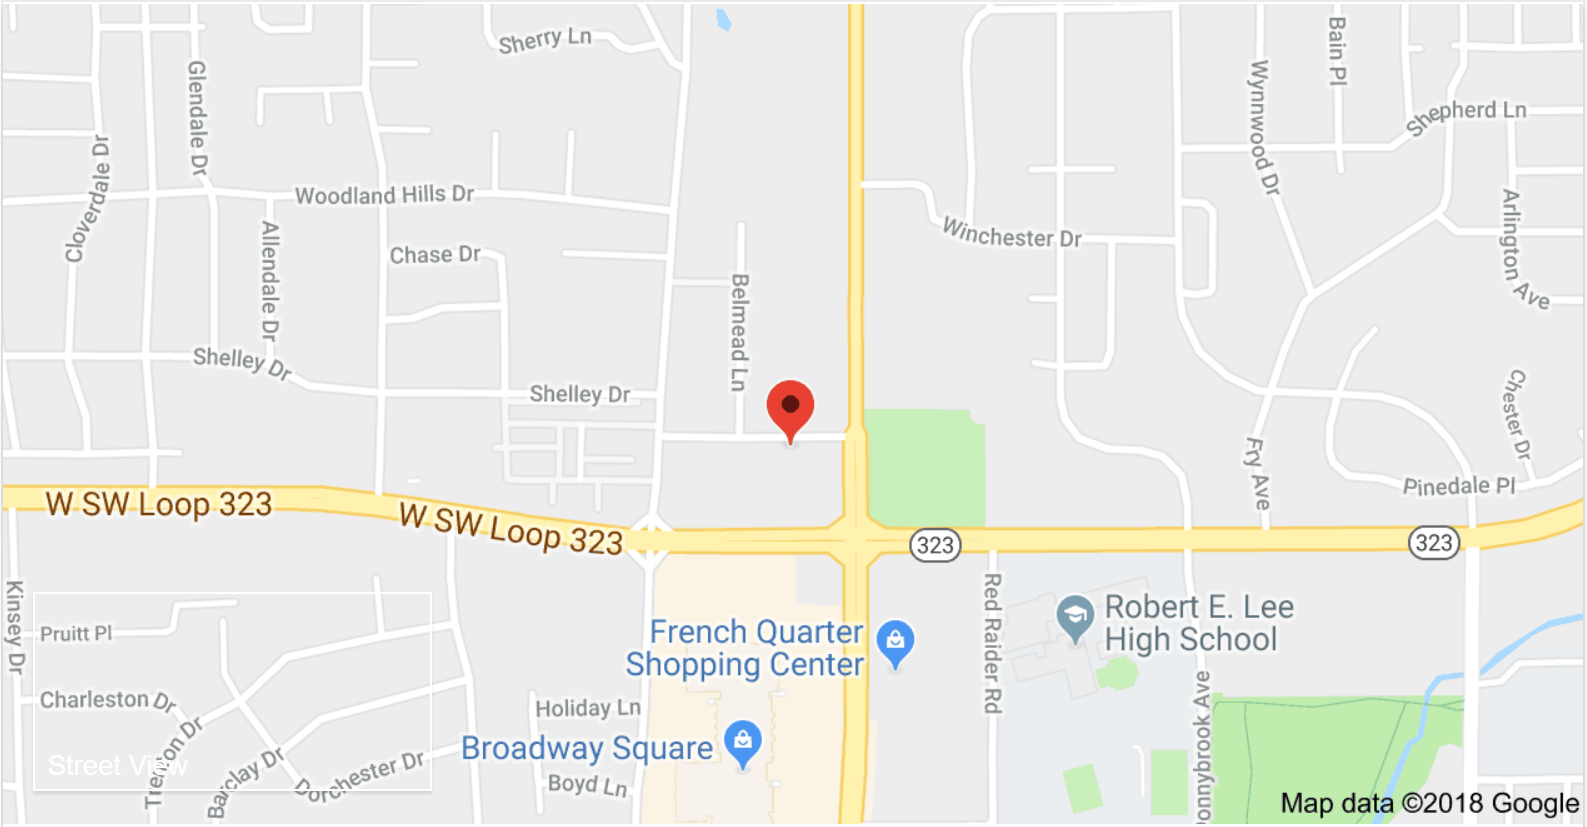 Sherry Ln
Bain Pl
Glendale Dr
Wynnwood Dr
Shepherd Ln
Cloverdale Dr
Woodland Hills Dr
Allendale Dr
Chase Dr
Winchester Dr
Arlington Ave
Belmead Ln
Shelley Dr
Shelley Dr
Chester Dr
Fry Ave
Pinedale Pl
W SW Loop 323
W SW Loop 323
323
323
Kinsey Dr
Pruitt Pl
Red Raider Rd
Robert E. Lee
High School
French Quarter
Shopping Center
Charleston Dr
Holiday Ln
Donnybrook Ave
Trenton Dr
Broadway Square
Street View
Barclay Dr
Dorchester Dr
Boyd Ln
Map data ©2018 Google